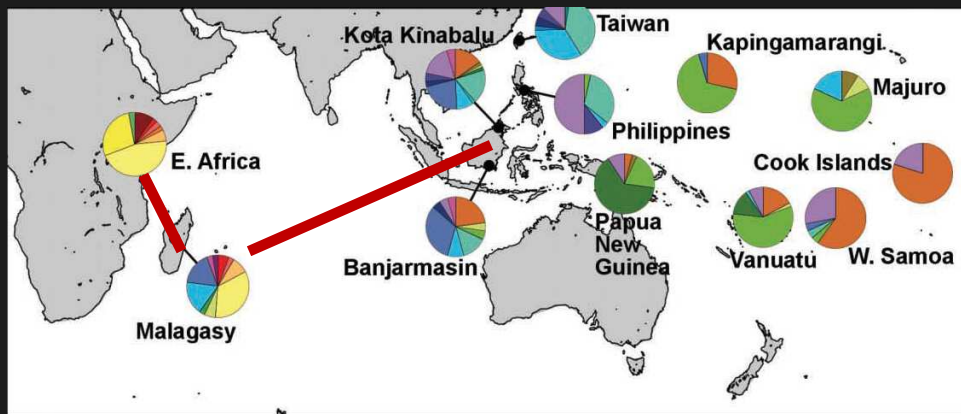 Kota Kinabalu
Taiwan
Kapingamarangi
Majuro
E. Africa
Philippines
Cook Islands
Papua
New
Guinea
Banjarmasin
Vanuatu
W. Samoa
Malagasy